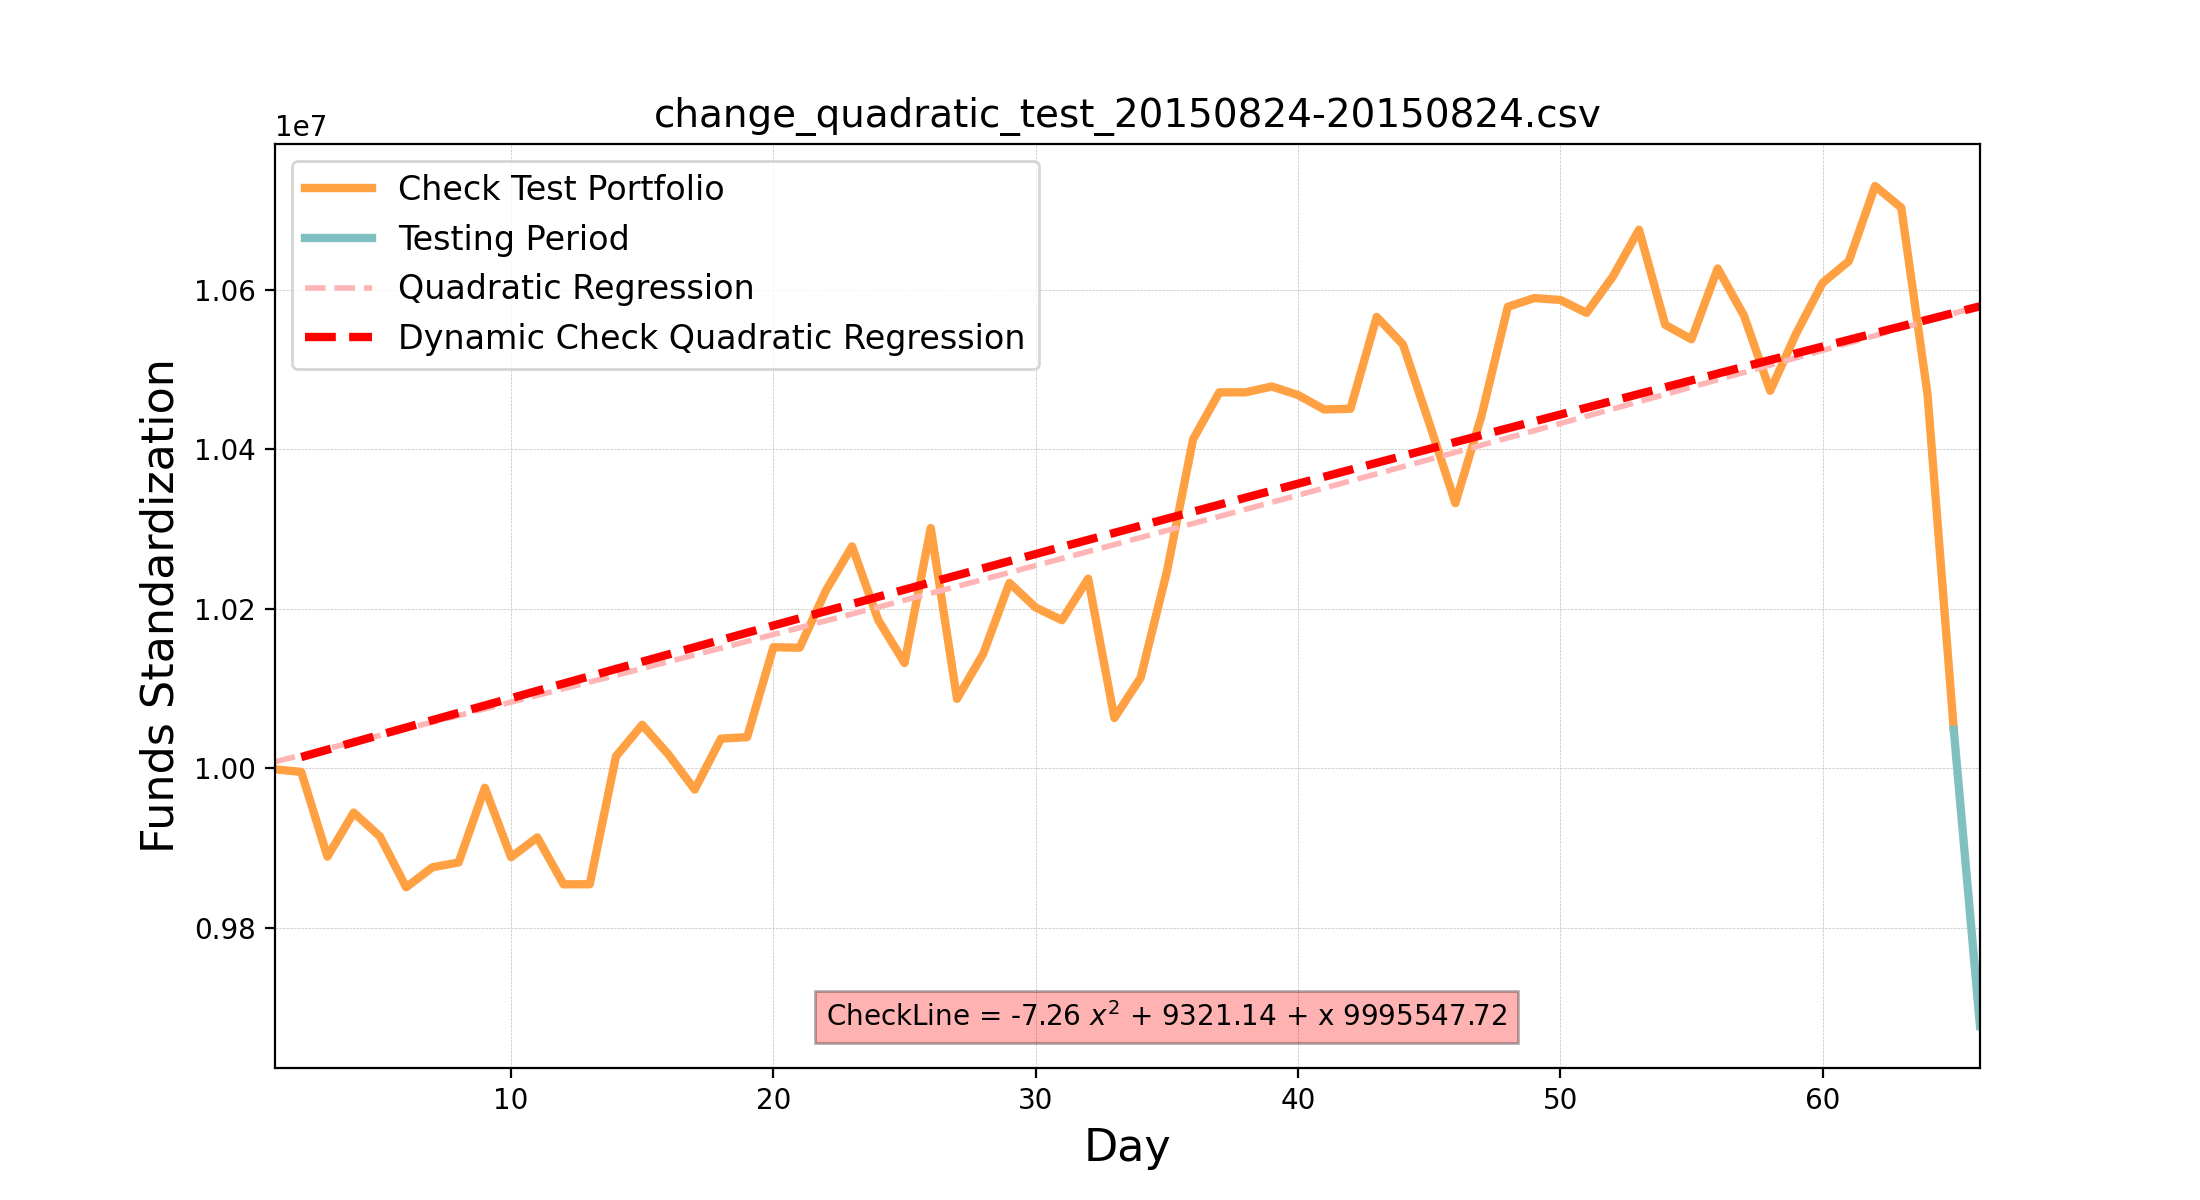 change_quadratic_test_20150824-20150824.csv
1e7
Check Test Portfolio
Testing Period
Quadratic Regression
Dynamic Check Quadratic Regression
Funds Standardization
1.06
1.04
1.02
1.00
0.98
CheckLine = -7.26 x² + 9321.14 + x 9995547.72
10 20 30 40 50 60
Day